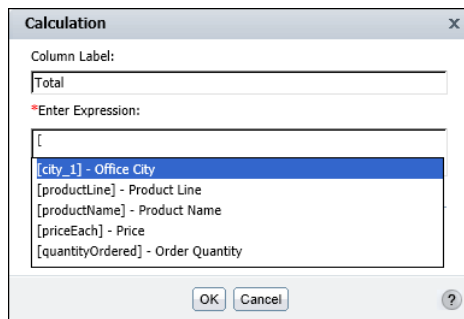 Calculation x
Column Label:
Total
*Enter Expression:
[
[city_1] - Office City
[productLine] - Product Line
[productName] - Product Name
[priceEach] - Price
[quantityOrdered] - Order Quantity
OK Cancel ?